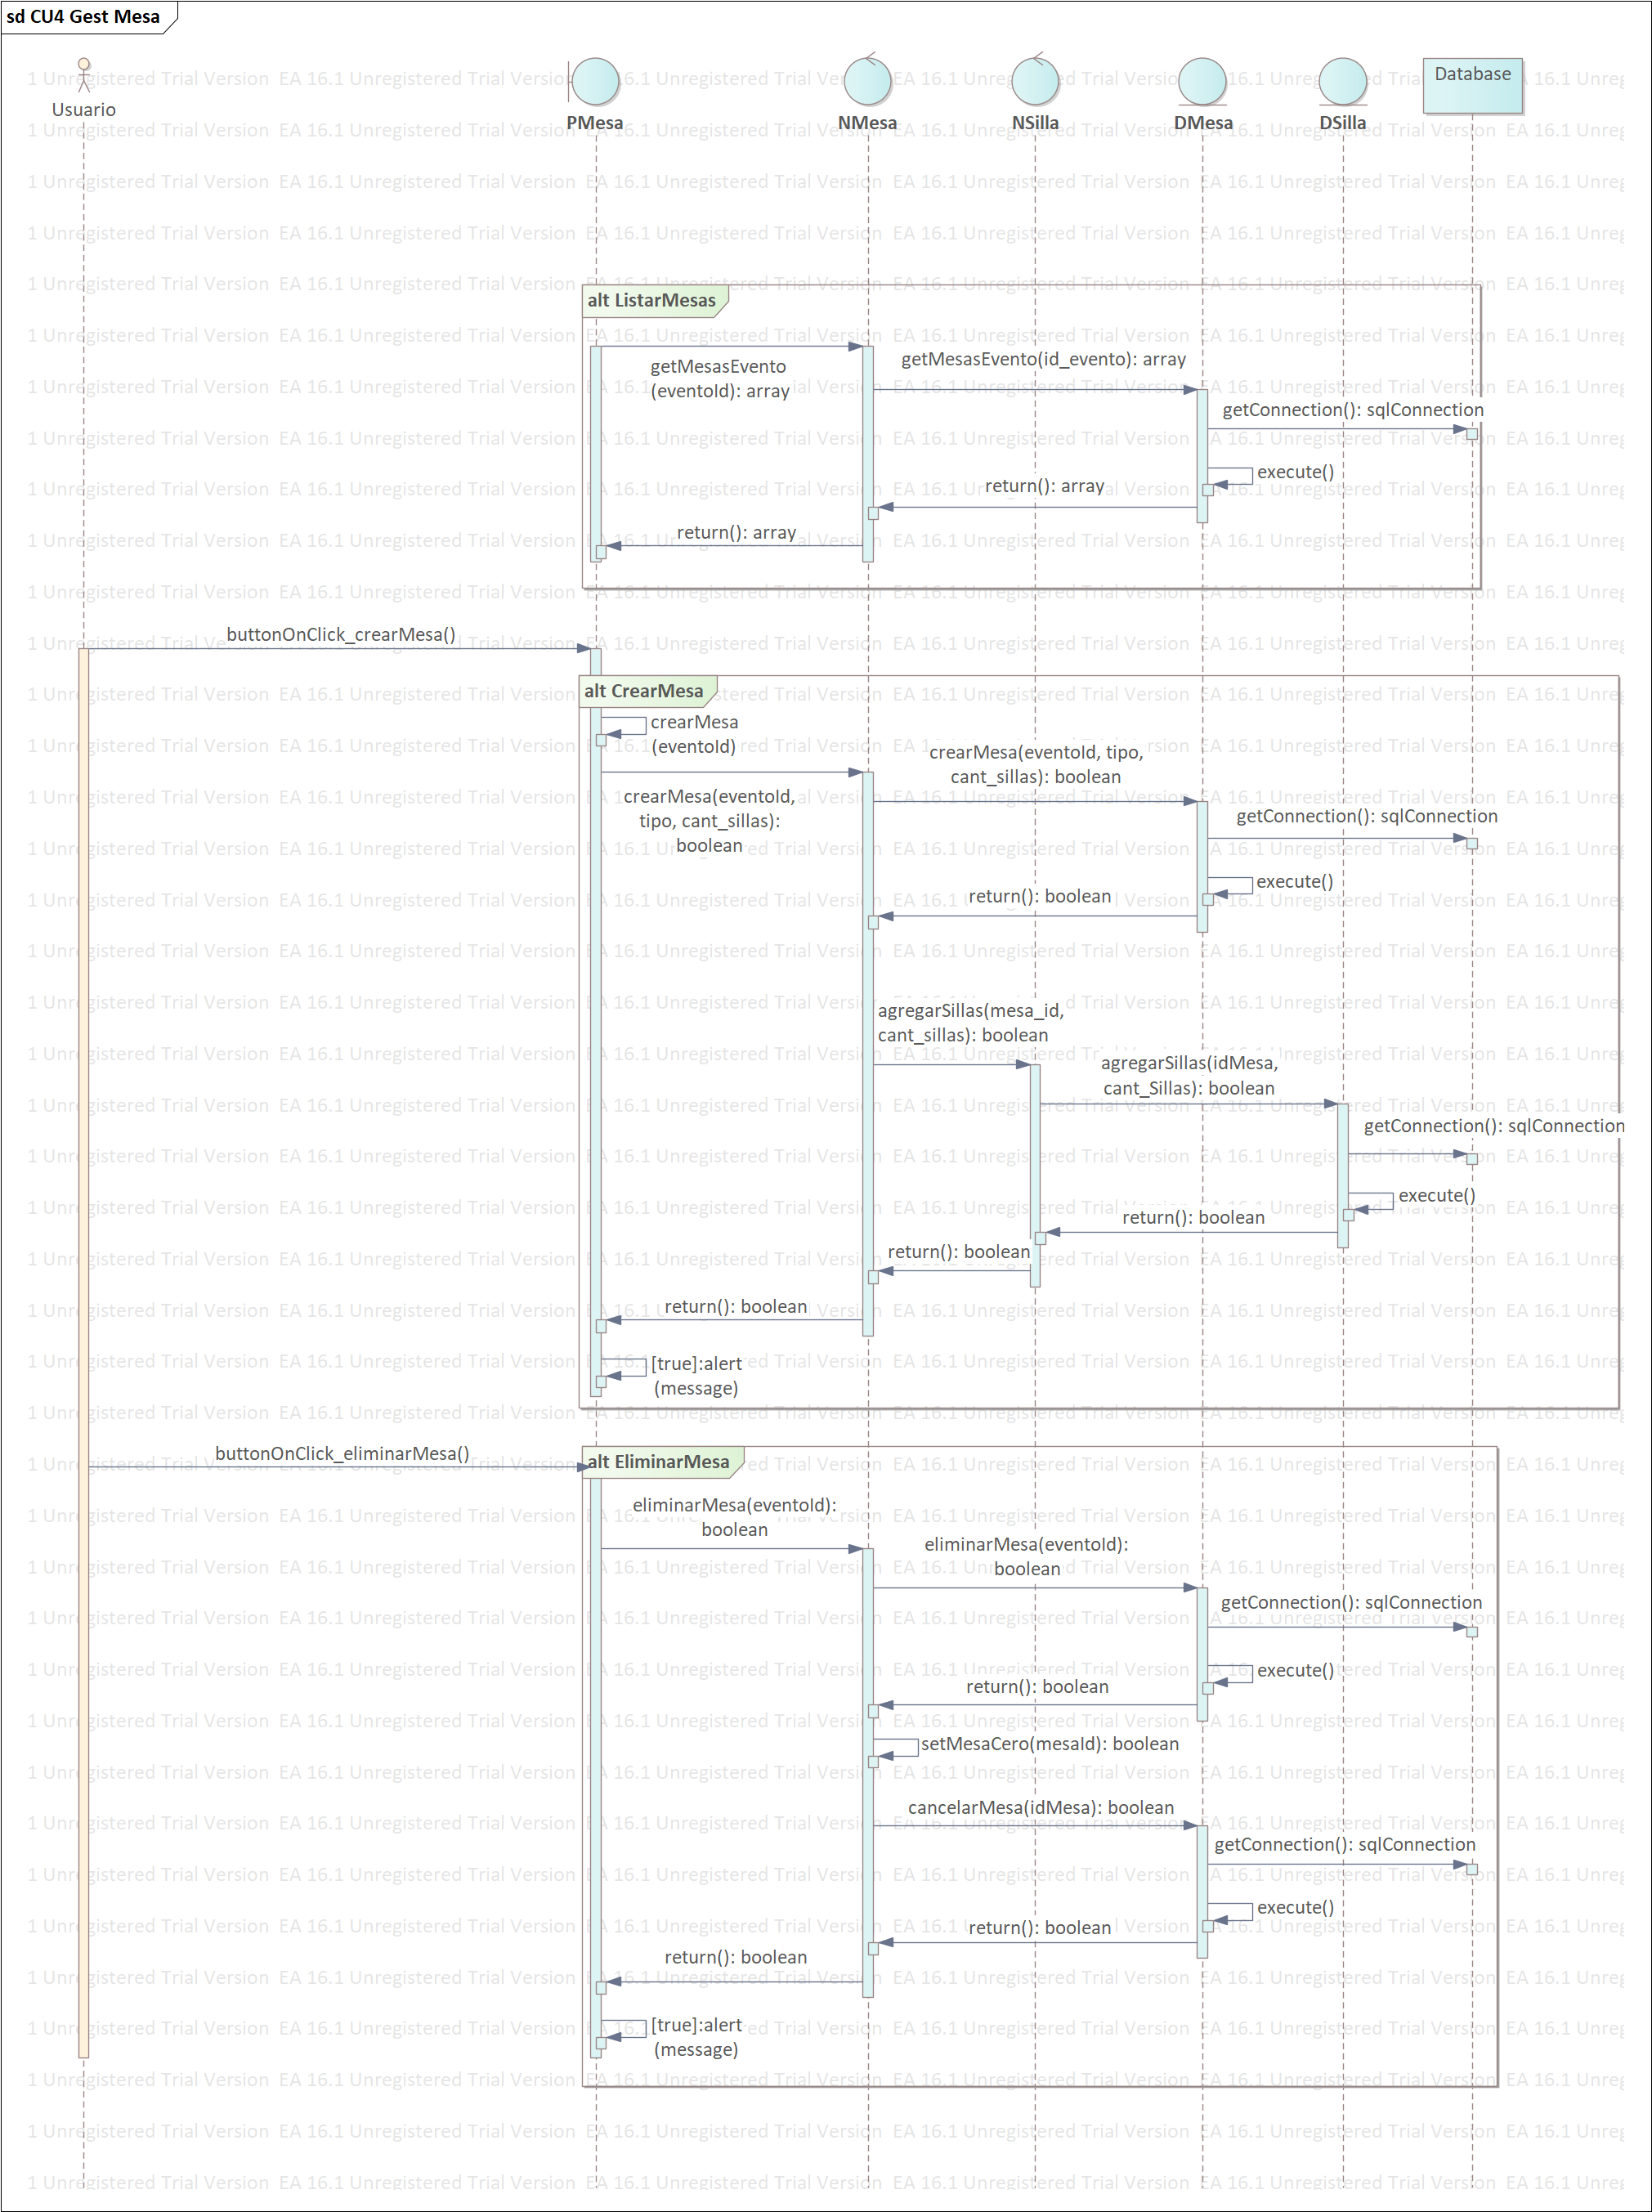 sd CU4 Gest Mesa
Usuario
PMesa
NMesa
NSilla
DMesa
DSilla
Database
alt ListarMesas
getMesasEvento
(eventoId): array
getMesasEvento(id_evento): array
getConnection(): sqlConnection
execute()
return(): array
return(): array
buttonOnClick_crearMesa()
alt CrearMesa
crearMesa
(eventoId)
crearMesa(eventoId,
tipo, cant_sillas):
boolean
crearMesa(eventoId, tipo,
cant_sillas): boolean
getConnection(): sqlConnection
execute()
return(): boolean
agregarSillas(mesa_id,
cant_sillas): boolean
agregarSillas(idMesa,
cant_Sillas): boolean
getConnection(): sqlConnection
execute()
return(): boolean
return(): boolean
return(): boolean
[true]:alert
(message)
buttonOnClick_eliminarMesa()
alt EliminarMesa
eliminarMesa(eventoId):
boolean
eliminarMesa(eventoId):
boolean
getConnection(): sqlConnection
execute()
return(): boolean
setMesaCero(mesaId): boolean
cancelarMesa(idMesa): boolean
getConnection(): sqlConnection
execute()
return(): boolean
return(): boolean
[true]:alert
(message)